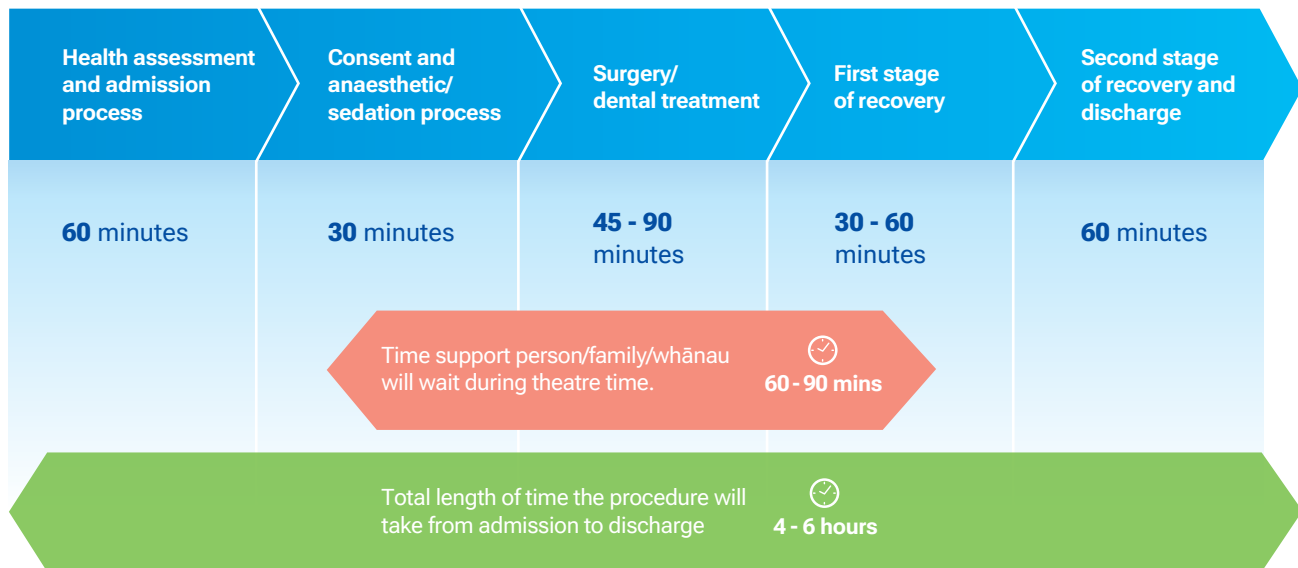 Health assessment
and admission
process
Consent and
anaesthetic/
sedation process
Surgery/
dental treatment
First stage
of recovery
Second stage
of recovery and
discharge
60 minutes
30 minutes
45 - 90
minutes
30 - 60
minutes
60 minutes
Time support person/family/whānau
will wait during theatre time.
60 - 90 mins
Total length of time the procedure will
take from admission to discharge
4 - 6 hours